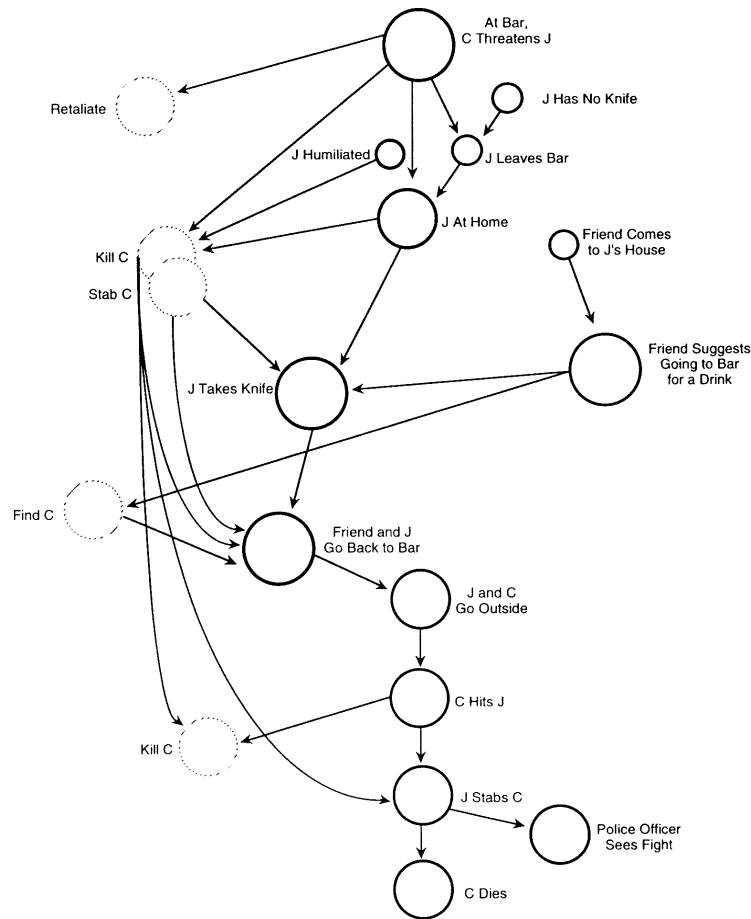 At Bar,
C Threatens J
Retaliate
J Has No Knife
J Humiliated
J Leaves Bar
J At Home
Friend Comes
to J's House
Kill C
Stab C
Friend Suggests
Going to Bar
for a Drink
J Takes Knife
Find C
Friend and J
Go Back to Bar
J and C
Go Outside
C Hits J
Kill C
J Stabs C
Police Officer
Sees Fight
C Dies